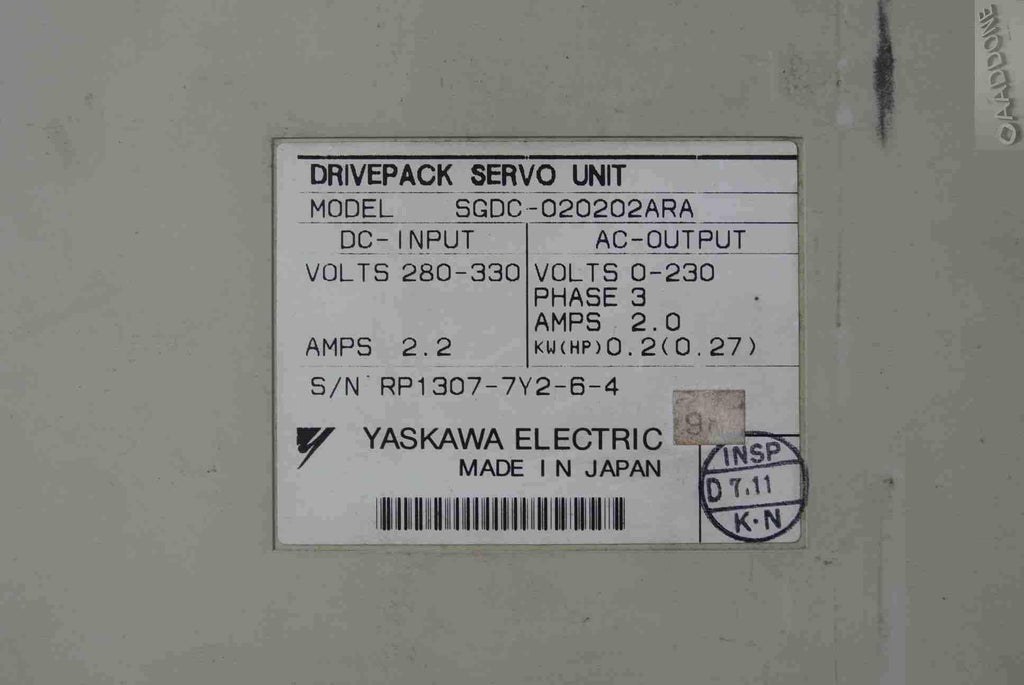 DRIVEPACK SERVO UNIT
MODEL SGDC-020202ARA
DC-INPUT
VOLTS 280-330
AMPS 2.2
AC-OUTPUT
VOLTS 0-230
PHASE 3
AMPS 2.0
KW(HP)0.2(0.27)
S/N RP1307-7Y2-6-4
YASKAWA ELECTRIC
MADE IN JAPAN
9
INSP
D 7.11
K·N
OAADDONE